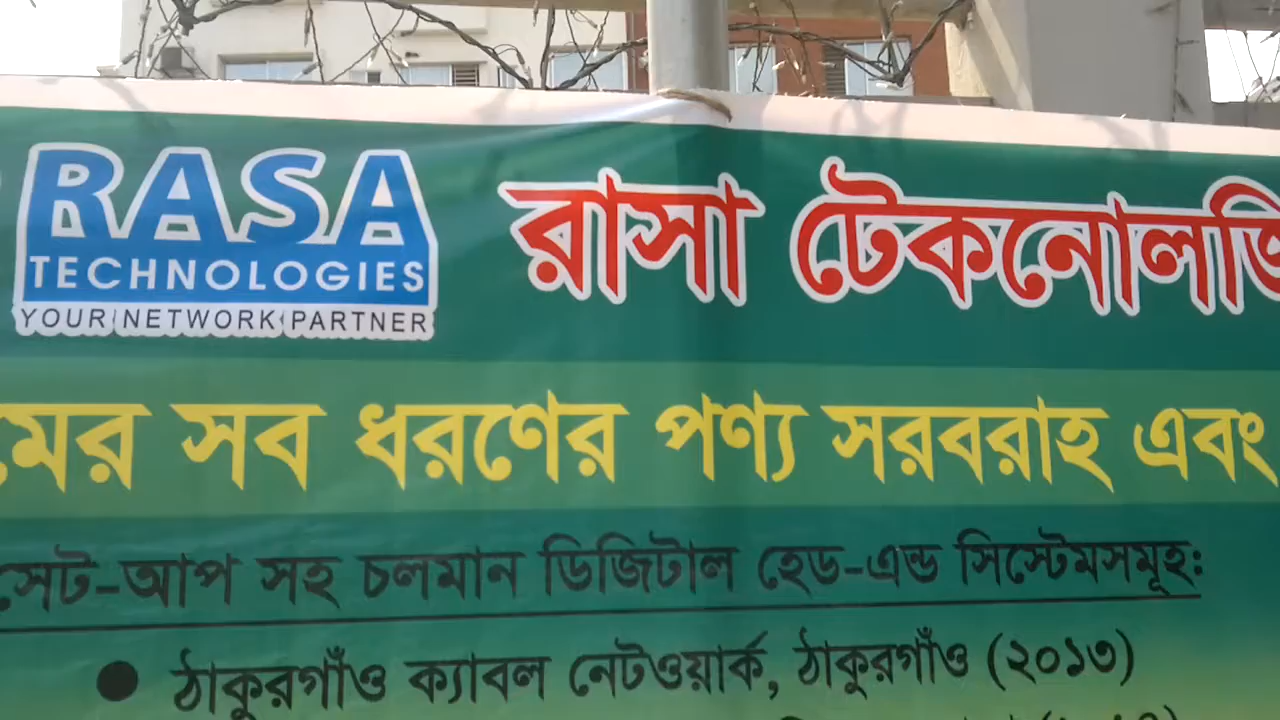 RASA
TECHNOLOGIES
YOUR NETWORK PARTNER
রাসা টেকনোলজি
মের সব ধরণের পণ্য সরবরাহ এবং
সেট-আপ সহ চলমান ডিজিটাল হেড-এন্ড সিস্টেমসমূহঃ
● ঠাকুরগাঁও ক্যাবল নেটওয়ার্ক, ঠাকুরগাঁও (২০১৩)